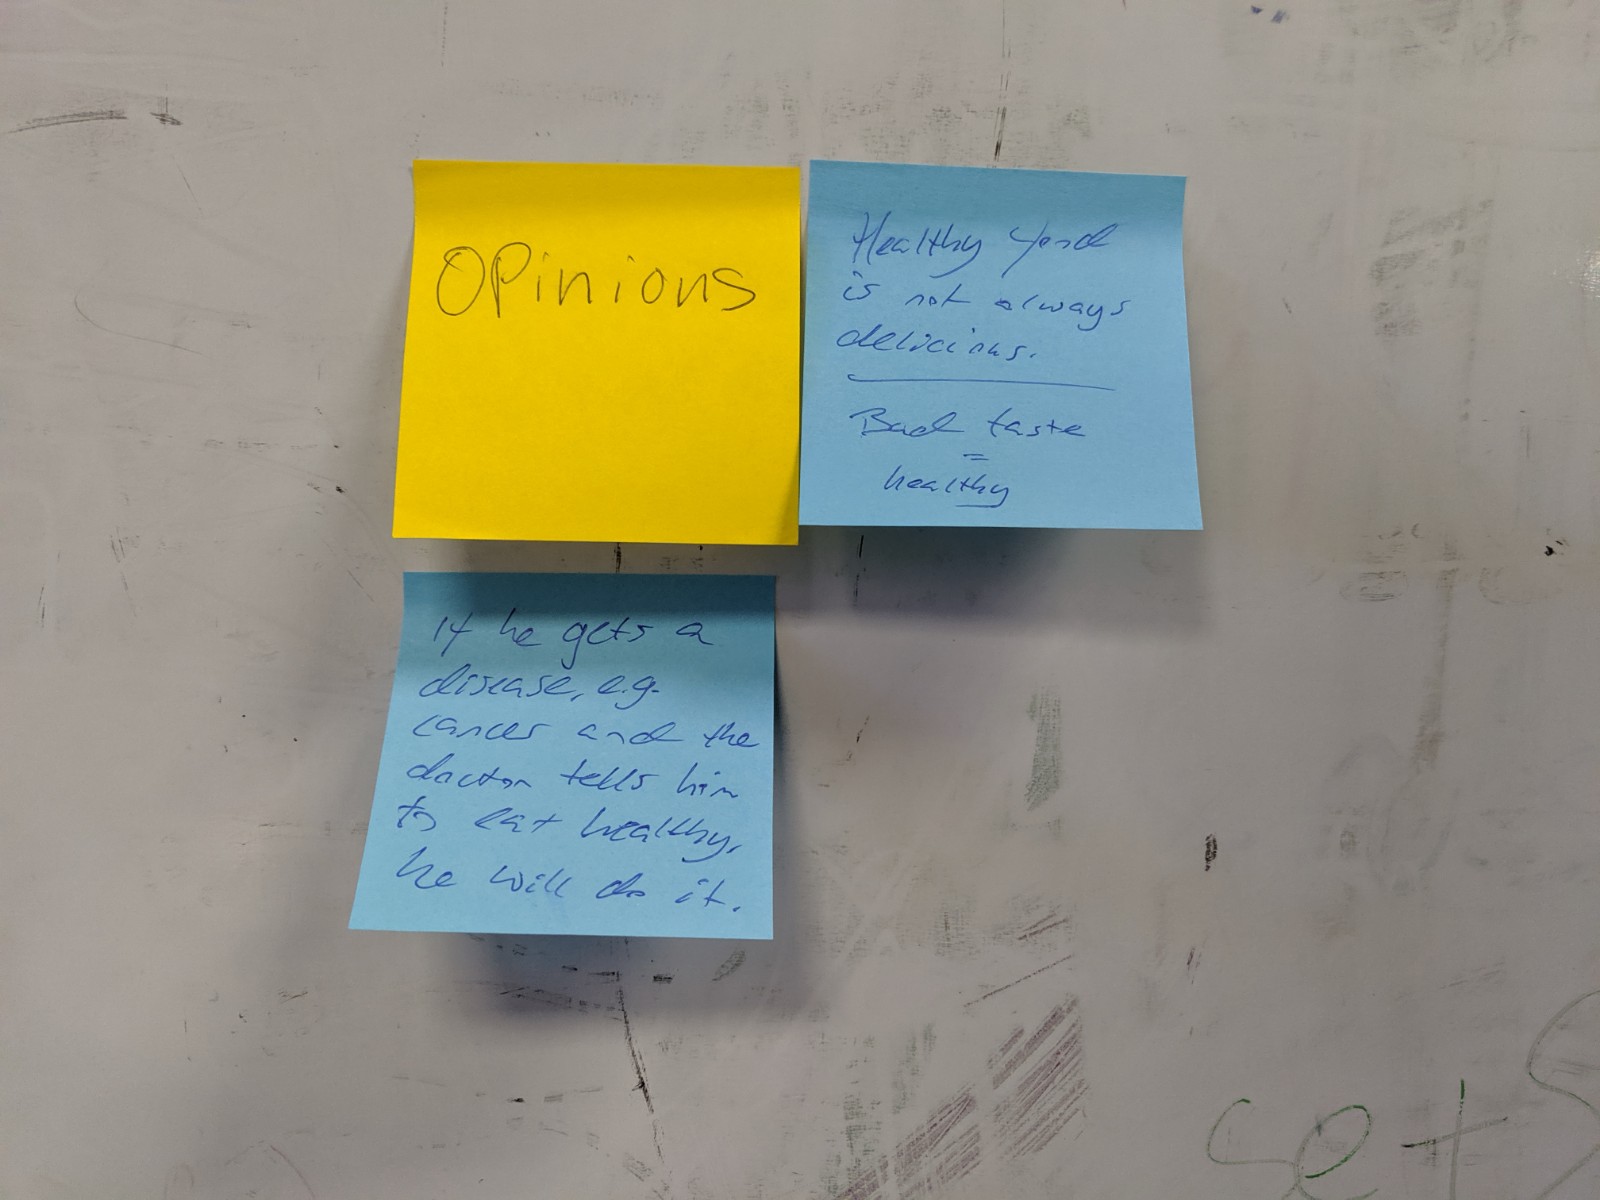 Opinions
Healthy food
is not always
delicious.
Bad taste
=
healthy
If he gets a
disease, e.g.
cancer and the
doctor tells him
to eat healthy,
he will do it.
set